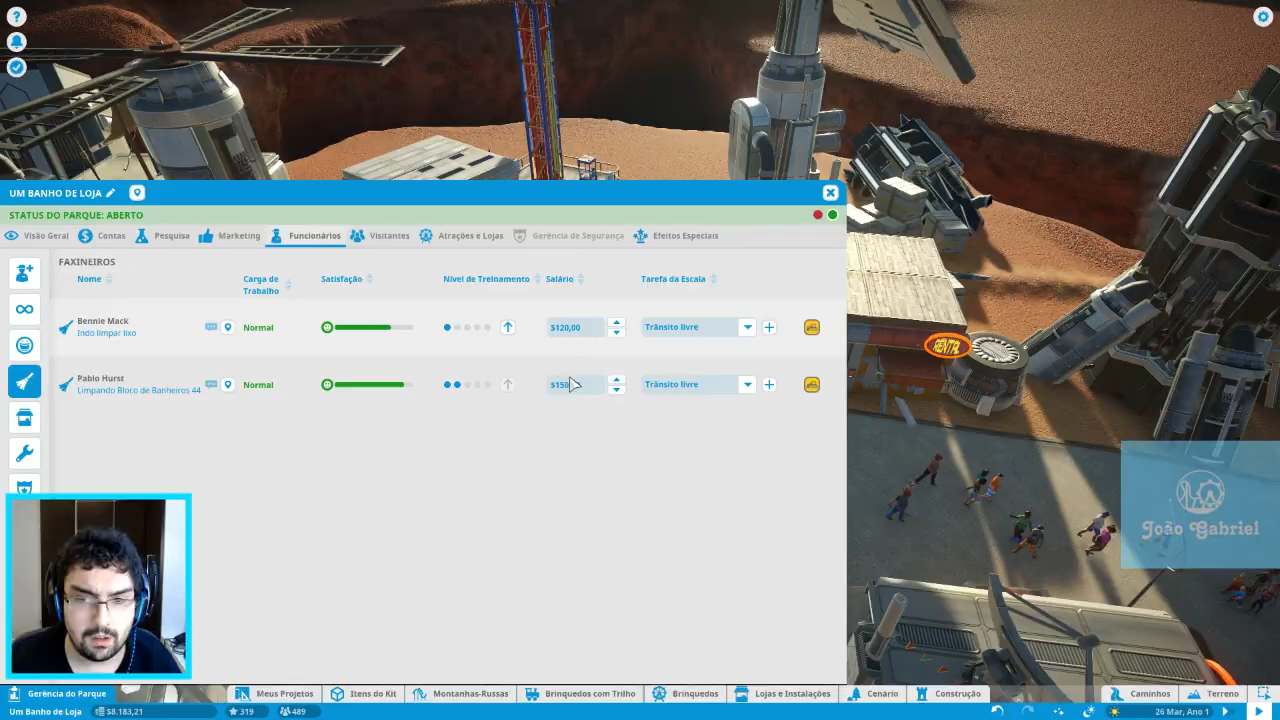 UM BANHO DE LOJA
STATUS DO PARQUE: ABERTO
Visão Geral Contas Pesquisa Marketing Funcionários Visitantes Atrações e Lojas Gerência de Segurança Efeitos Especiais
FAXINEIROS
Nome Carga de Trabalho Satisfação Nível de Treinamento Salário Tarefa da Escala
Bennie Mack
Indo limpar lixo
Normal $120,00 Trânsito livre
Pablo Hurst
Limpando Bloco de Banheiros 44
Normal $150 Trânsito livre
RENTAL
João Gabriel
Gerência do Parque Meus Projetos Itens do Kit Montanhas-Russas Brinquedos com Trilho Brinquedos Lojas e Instalações Cenário Construção Caminhos Terreno
Um Banho de Loja $8.183,21 319 489 26 Mar, Ano 1